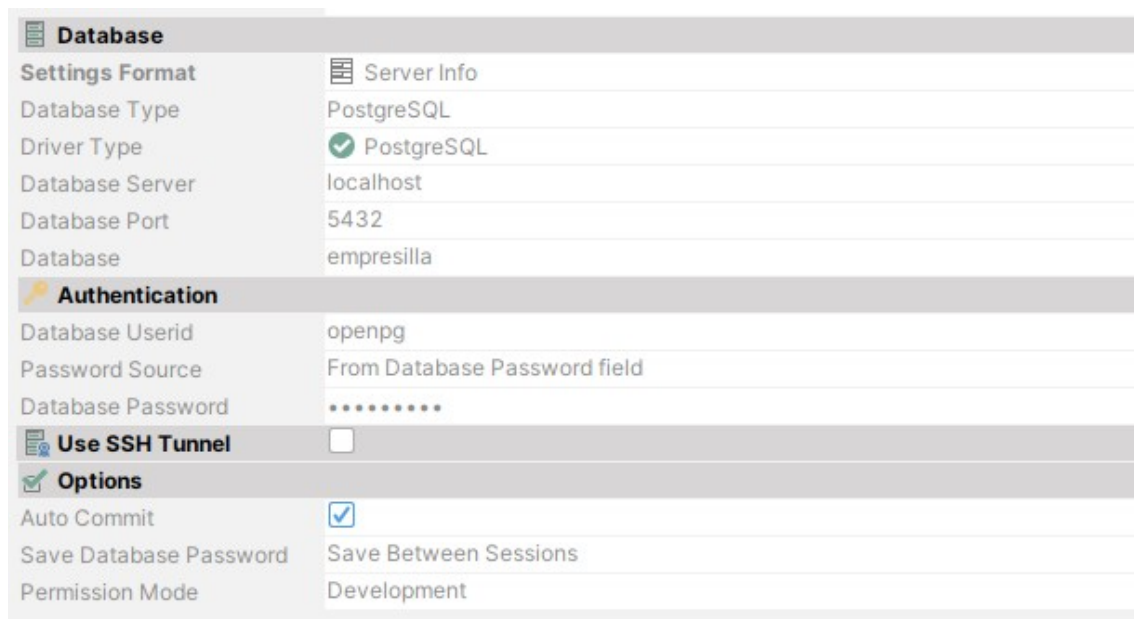 Database
Settings Format Server Info
Database Type PostgreSQL
Driver Type PostgreSQL
Database Server localhost
Database Port 5432
Database empresilla
Authentication
Database Userid openpg
Password Source From Database Password field
Database Password •••••••••
Use SSH Tunnel
Options
Auto Commit
Save Database Password Save Between Sessions
Permission Mode Development